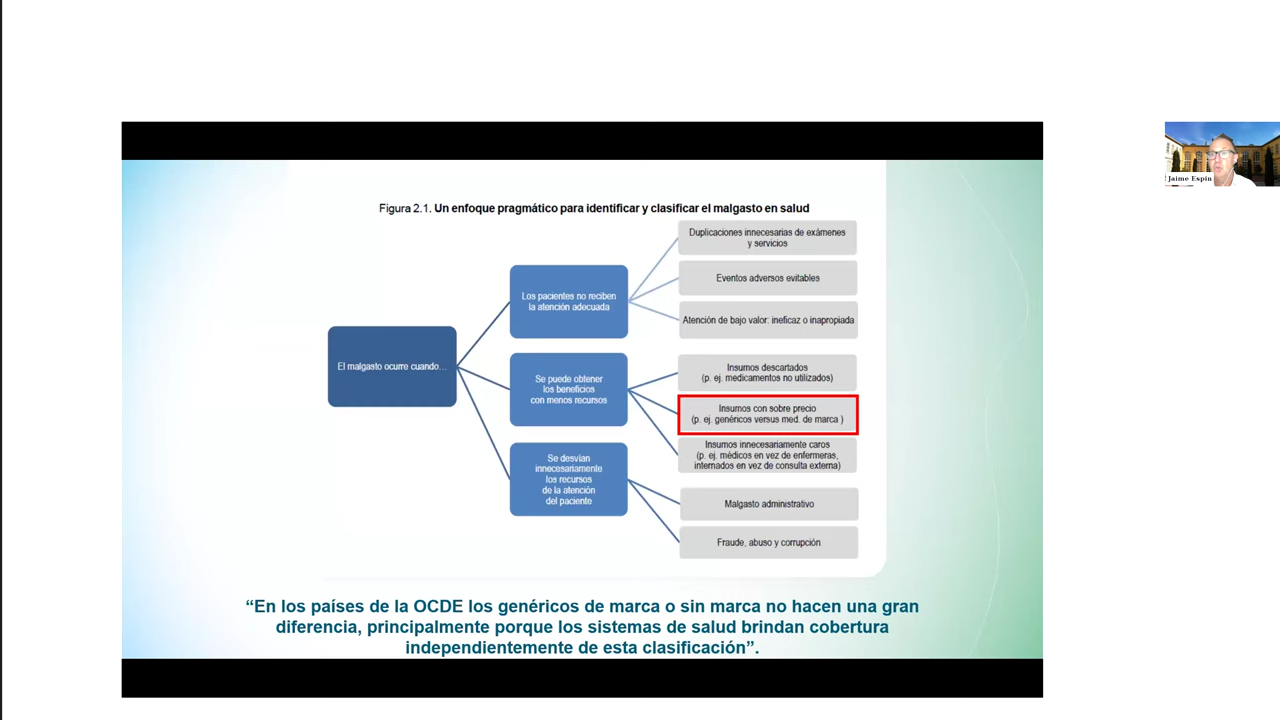 Figura 2.1. Un enfoque pragmático para identificar y clasificar el malgasto en salud
El malgasto ocurre cuando...
Los pacientes no reciben
la atención adecuada
Duplicaciones innecesarias de exámenes
y servicios
Eventos adversos evitables
Atención de bajo valor: ineficaz o inapropiada
Se puede obtener
los beneficios
con menos recursos
Insumos descartados
(p. ej. medicamentos no utilizados)
Insumos con sobre precio
(p. ej. genéricos versus med. de marca )
Insumos innecesariamente caros
(p. ej. médicos en vez de enfermeras,
internados en vez de consulta externa)
Se desvían
innecesariamente
los recursos
de la atención
del paciente
Malgasto administrativo
Fraude, abuso y corrupción
“En los países de la OCDE los genéricos de marca o sin marca no hacen una gran
diferencia, principalmente porque los sistemas de salud brindan cobertura
independientemente de esta clasificación”.
Jaime Espin